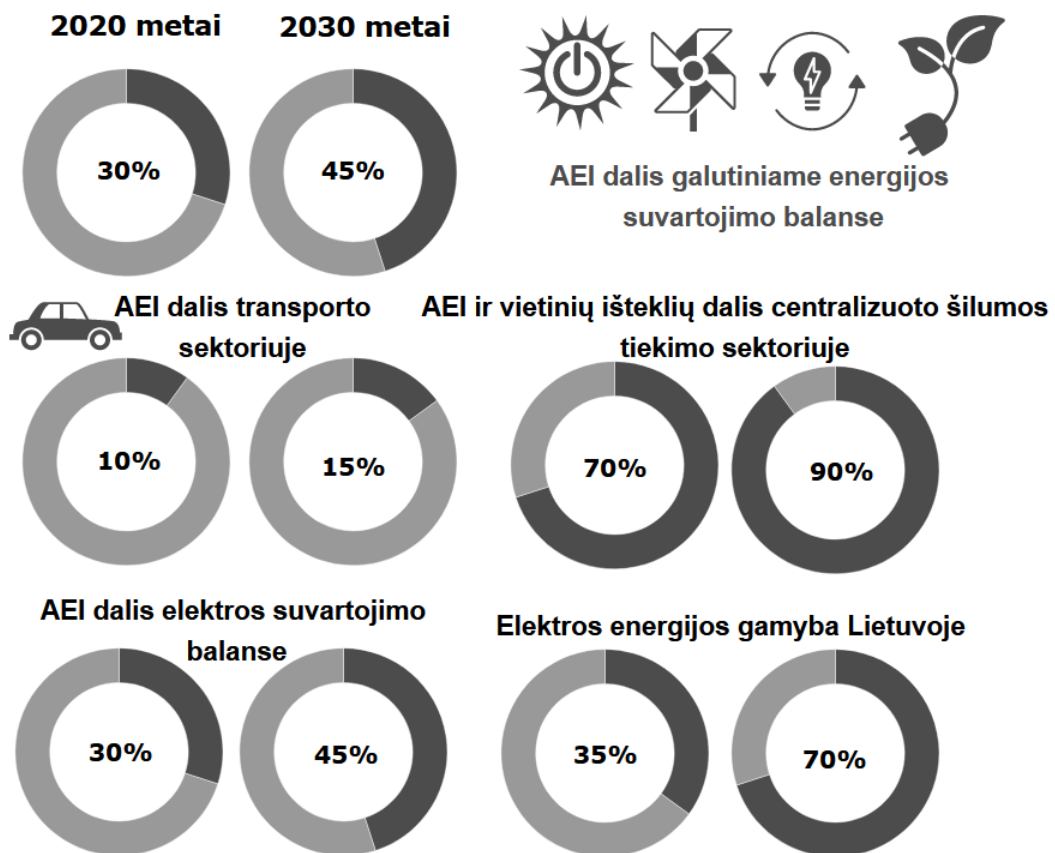 2020 metai
2030 metai
30%
45%
AEI dalis galutiniame energijos
suvartojimo balanse
AEI dalis transporto
sektoriuje
10%
15%
AEI ir vietinių išteklių dalis centralizuoto šilumos
tiekimo sektoriuje
70%
90%
AEI dalis elektros suvartojimo
balanse
30%
45%
Elektros energijos gamyba Lietuvoje
35%
70%